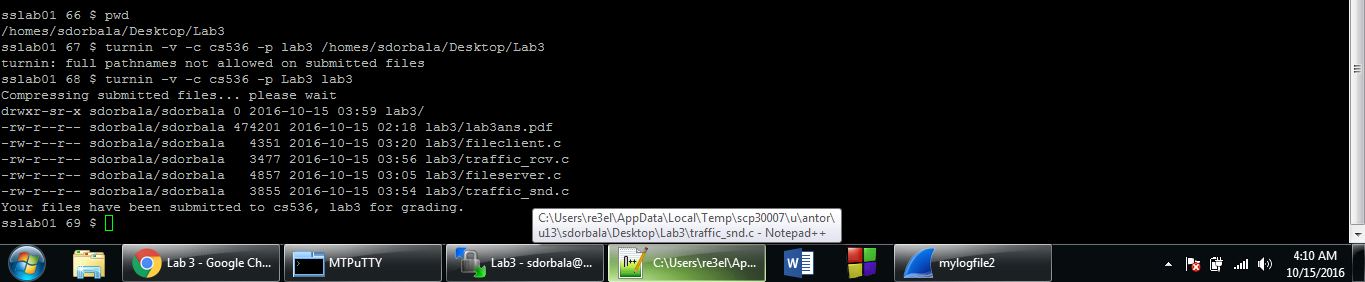 sslab01 66 $ pwd
/homes/sdorbala/Desktop/Lab3
sslab01 67 $ turnin -v -c cs536 -p lab3 /homes/sdorbala/Desktop/Lab3
turnin: full pathnames not allowed on submitted files
sslab01 68 $ turnin -v -c cs536 -p Lab3 lab3
Compressing submitted files... please wait
drwxr-sr-x sdorbala/sdorbala 0 2016-10-15 03:59 lab3/
-rw-r--r-- sdorbala/sdorbala 474201 2016-10-15 02:18 lab3/lab3ans.pdf
-rw-r--r-- sdorbala/sdorbala   4351 2016-10-15 03:20 lab3/fileclient.c
-rw-r--r-- sdorbala/sdorbala   3477 2016-10-15 03:56 lab3/traffic_rcv.c
-rw-r--r-- sdorbala/sdorbala   4857 2016-10-15 03:05 lab3/fileserver.c
-rw-r--r-- sdorbala/sdorbala   3855 2016-10-15 03:54 lab3/traffic_snd.c
Your files have been submitted to cs536, lab3 for grading.
sslab01 69 $
C:\Users\re3el\AppData\Local\Temp\scp30007\u\antor\
u13\sdorbala\Desktop\Lab3\traffic_snd.c - Notepad++
Lab 3 - Google Ch...
MTPuTTY
Lab3 - sdorbala@...
C:\Users\re3el\Ap...
mylogfile2
4:10 AM
10/15/2016